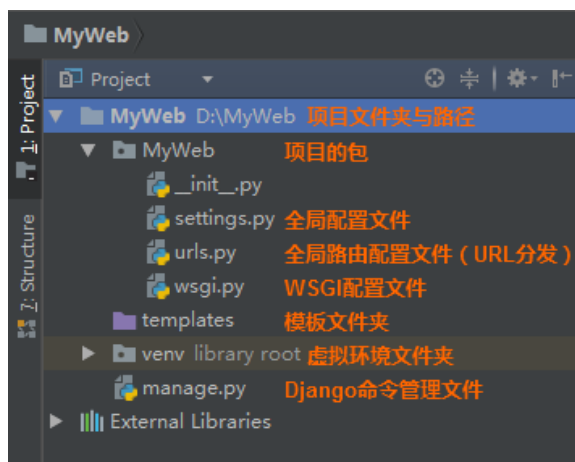 MyWeb
Project
1: Project
MyWeb D:\MyWeb 项目文件夹与路径
MyWeb 项目的包
__init__.py
settings.py 全局配置文件
urls.py 全局路由配置文件（URL分发）
wsgi.py WSGI配置文件
templates 模板文件夹
venv library root 虚拟环境文件夹
manage.py Django命令管理文件
External Libraries
7: Structure